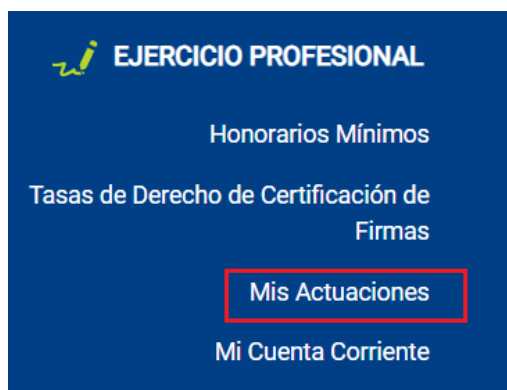 EJERCICIO PROFESIONAL
Honorarios Mínimos
Tasas de Derecho de Certificación de
Firmas
Mis Actuaciones
Mi Cuenta Corriente